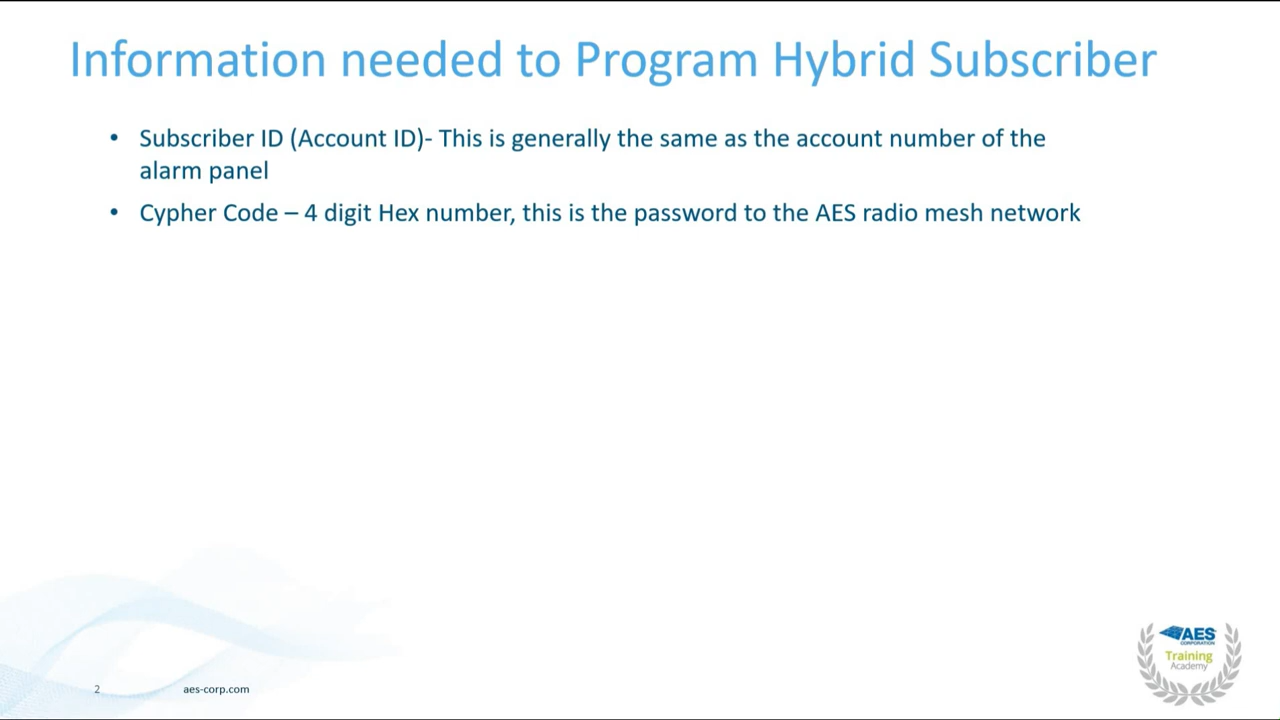 Information needed to Program Hybrid Subscriber
• Subscriber ID (Account ID)- This is generally the same as the account number of the
alarm panel
• Cypher Code – 4 digit Hex number, this is the password to the AES radio mesh network
AES
CORPORATION
Training
Academy
2
aes-corp.com